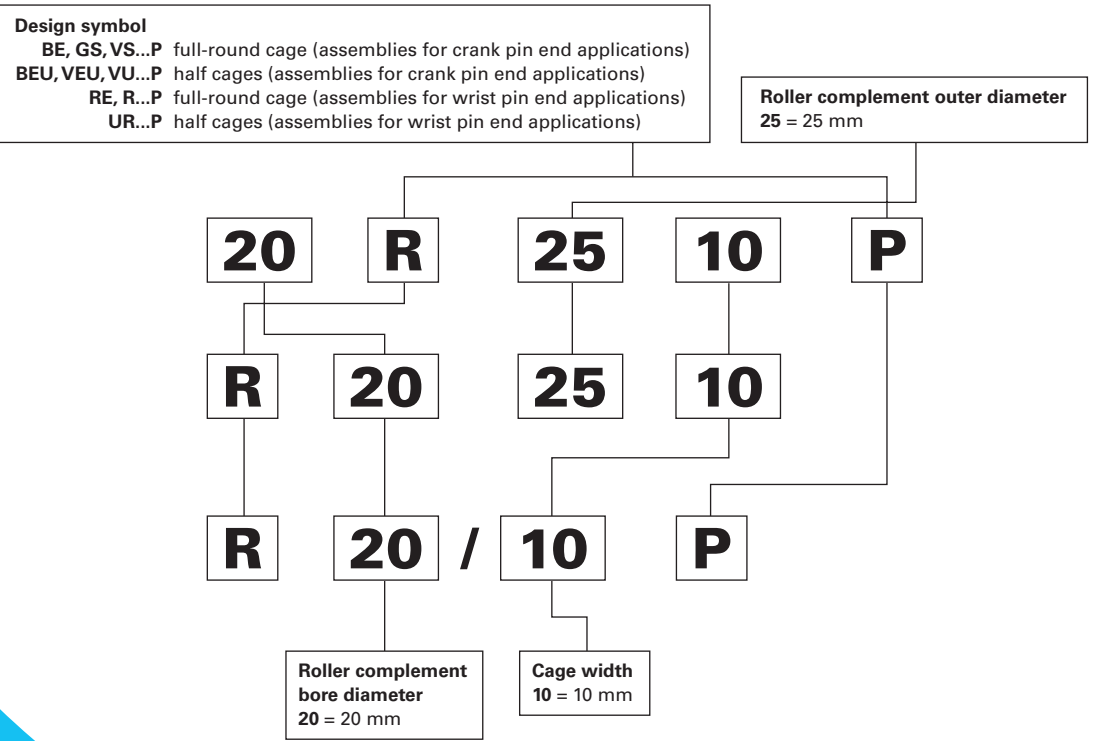 Design symbol
BE, GS, VS...P full-round cage (assemblies for crank pin end applications)
BEU, VEU, VU...P half cages (assemblies for crank pin end applications)
RE, R...P full-round cage (assemblies for wrist pin end applications)
UR...P half cages (assemblies for wrist pin end applications)
Roller complement outer diameter
25 = 25 mm
20 R 25 10 P
R 20 25 10
R 20 / 10 P
Roller complement
bore diameter
20 = 20 mm
Cage width
10 = 10 mm